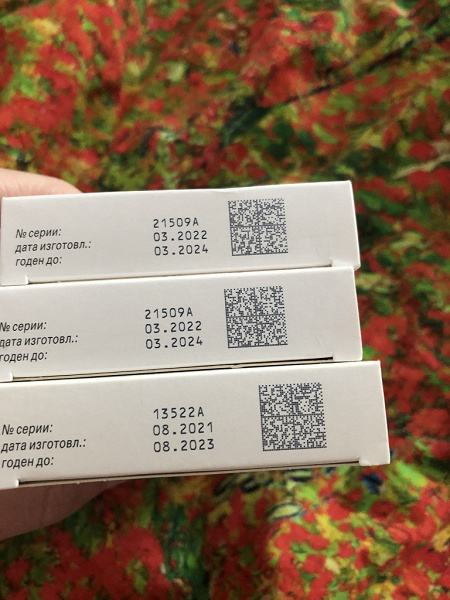 № серии: 21509A
дата изготовл.: 03.2022
годен до: 03.2024
№ серии: 21509A
дата изготовл.: 03.2022
годен до: 03.2024
№ серии: 13522A
дата изготовл.: 08.2021
годен до: 08.2023